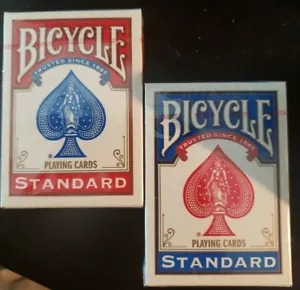 BICYCLE
TRUSTED SINCE 1885
®
PLAYING CARDS
STANDARD
BICYCLE
TRUSTED SINCE 1885
®
PLAYING CARDS
STANDARD